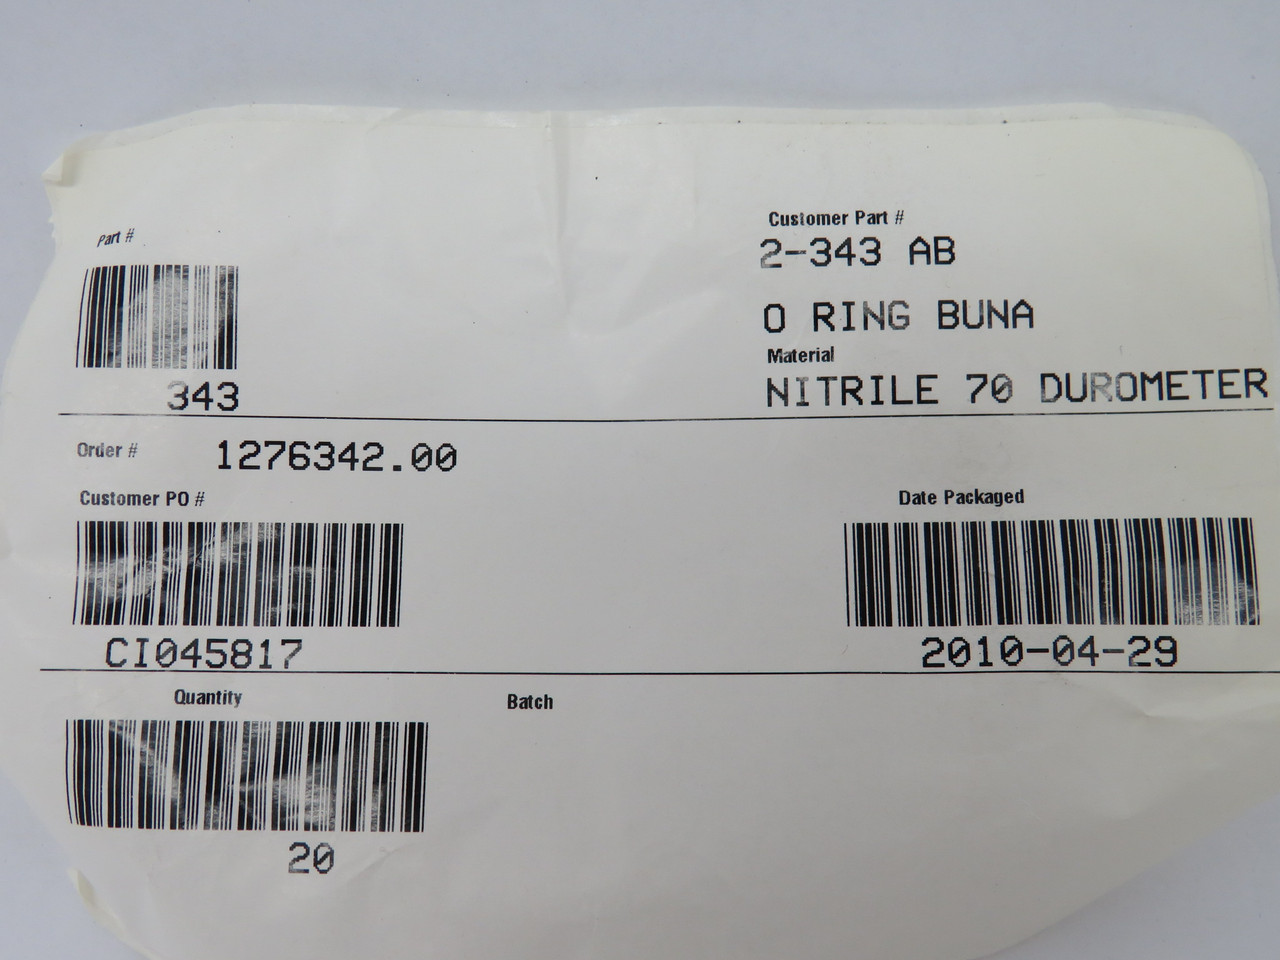 Part #
343
Customer Part #
2-343 AB
O RING BUNA
Material
NITRILE 70 DUROMETER
Order # 1276342.00
Customer PO #
CI045817
Date Packaged
2010-04-29
Quantity
20
Batch